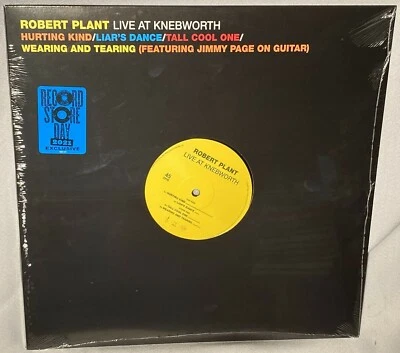 ROBERT PLANT LIVE AT KNEBWORTH
HURTING KIND/LIAR'S DANCE/TALL COOL ONE/
WEARING AND TEARING (FEATURING JIMMY PAGE ON GUITAR)
RECORD
STORE
DAY
2021
EXCLUSIVE
ROBERT PLANT
LIVE AT KNEBWORTH